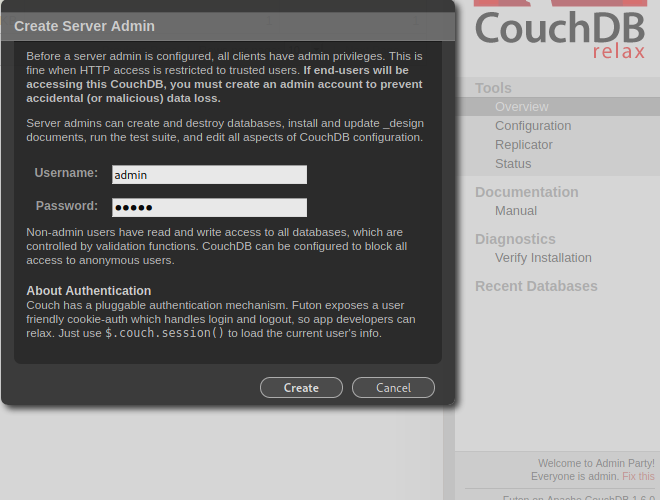 Create Server Admin
Before a server admin is configured, all clients have admin privileges. This is
fine when HTTP access is restricted to trusted users. If end-users will be
accessing this CouchDB, you must create an admin account to prevent
accidental (or malicious) data loss.
Server admins can create and destroy databases, install and update _design
documents, run the test suite, and edit all aspects of CouchDB configuration.
Username: admin
Password: ●●●●●
Non-admin users have read and write access to all databases, which are
controlled by validation functions. CouchDB can be configured to block all
access to anonymous users.
About Authentication
Couch has a pluggable authentication mechanism. Futon exposes a user
friendly cookie-auth which handles login and logout, so app developers can
relax. Just use $.couch.session() to load the current user's info.
Create Cancel
CouchDB
relax
Tools
Overview
Configuration
Replicator
Status
Documentation
Manual
Diagnostics
Verify Installation
Recent Databases
Welcome to Admin Party!
Everyone is admin. Fix this
Futon on Apache CouchDB 1.6.0